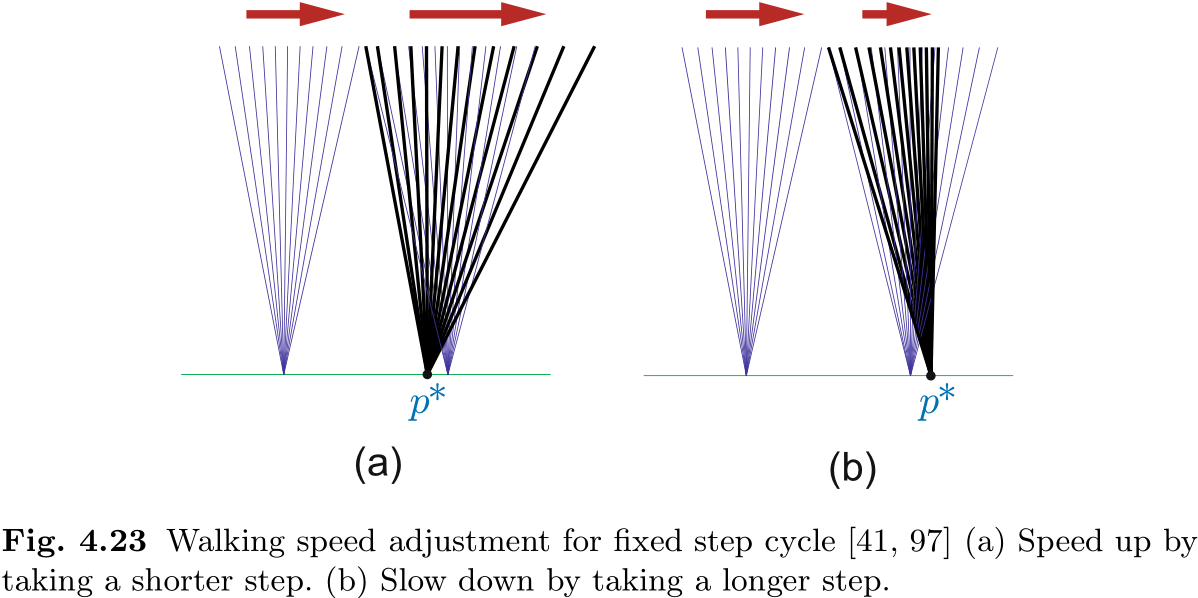 p*
p*
(a)
(b)
Fig. 4.23 Walking speed adjustment for fixed step cycle [41, 97] (a) Speed up by
taking a shorter step. (b) Slow down by taking a longer step.